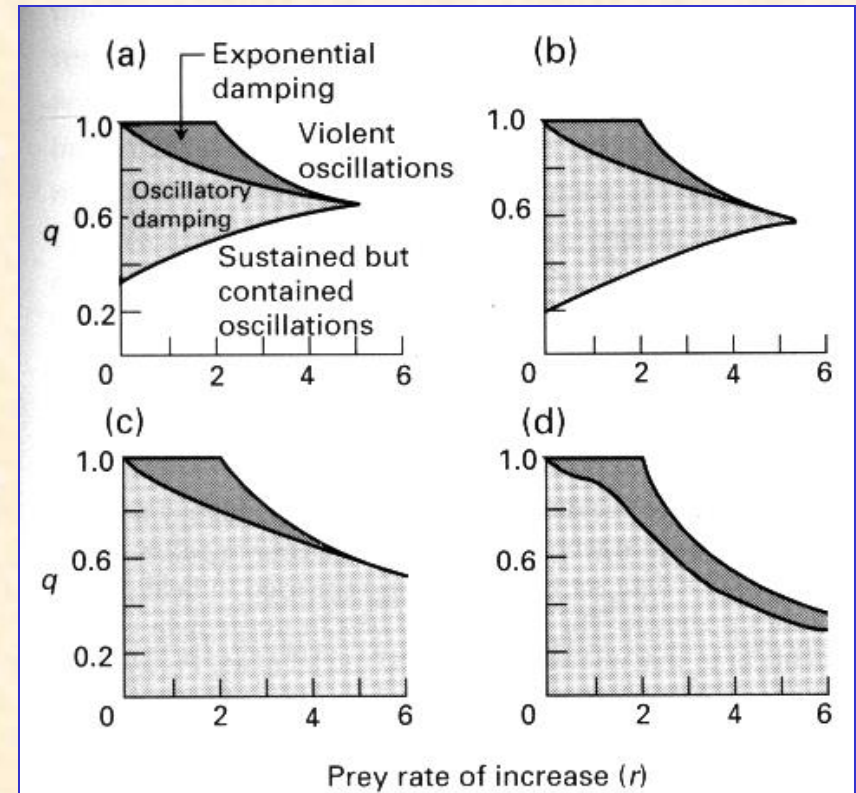 (a)
Exponential
damping
1.0
Violent
oscillations
Oscillatory
damping
0.6
q
Sustained but
contained
oscillations
0.2
0 2 4 6
(b)
1.0
0.6
0 2 4 6
(c)
1.0
0.6
q
0.2
0 2 4 6
(d)
1.0
0.6
0 2 4 6
Prey rate of increase (r)